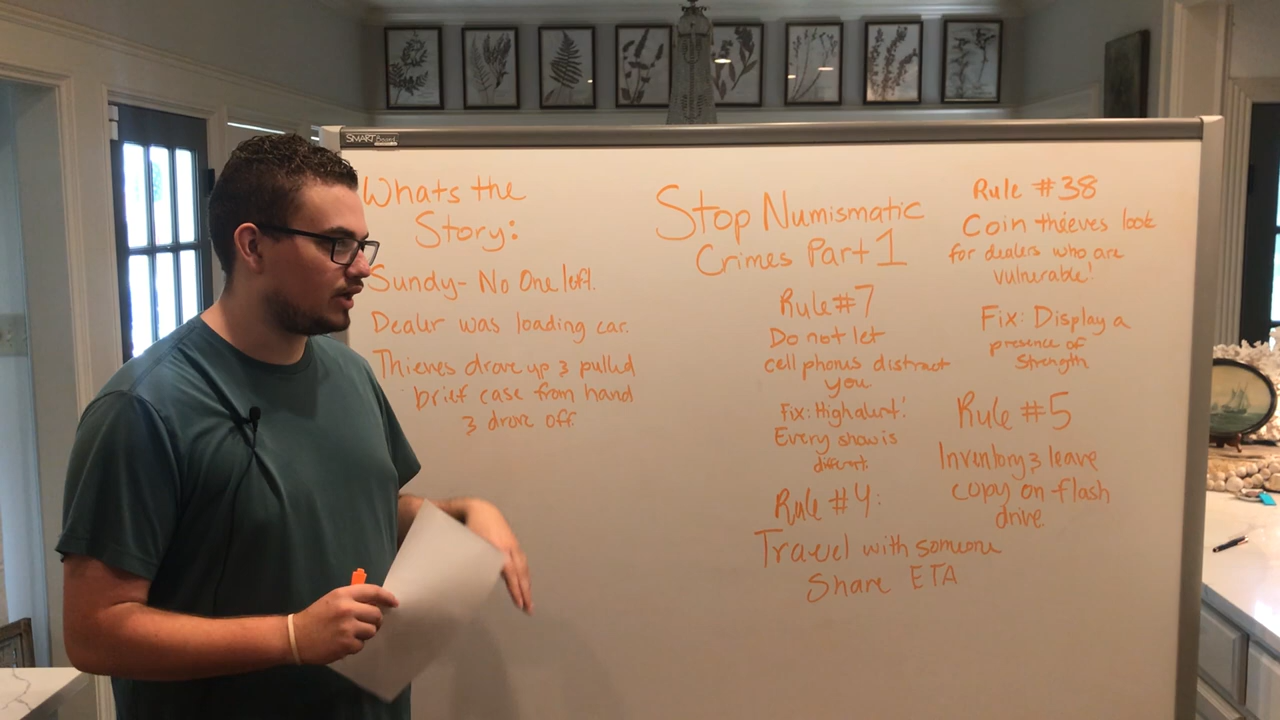 SMART Board
Whats the
Story:
Sundy- No One left.
Dealer was loading car.
Thieves drove up & pulled
brief case from hand
& drove off.
Stop Numismatic
Crimes Part 1
Rule #7
Do not let
cell phones distract
you.
Fix: High alert!
Every show is
different.
Rule #4:
Travel with someone
Share ETA
Rule #38
Coin thieves look
for dealers who are
vulnerable!
Fix: Display a
presence of
Strength
Rule #5
Inventory & leave
copy on flash
drive.